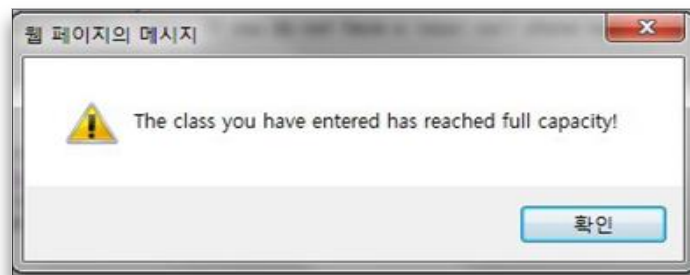 웹 페이지의 메시지
The class you have entered has reached full capacity!
확인